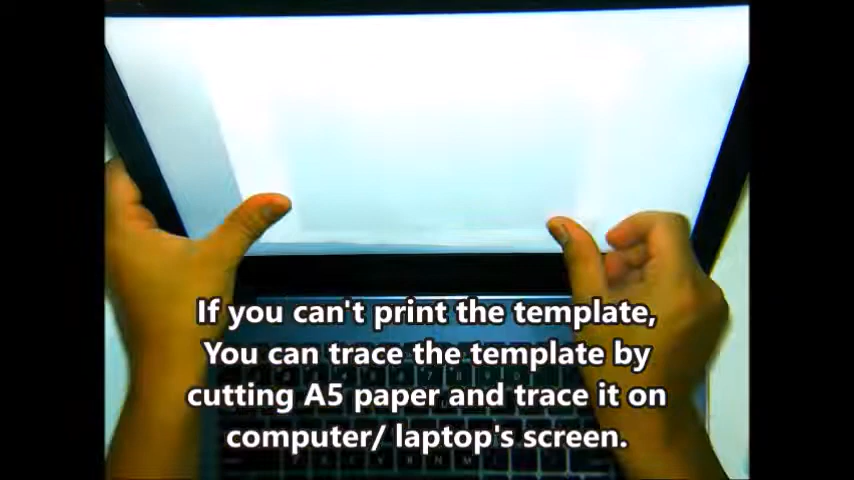 If you can't print the template,
You can trace the template by
cutting A5 paper and trace it on
computer/ laptop's screen.